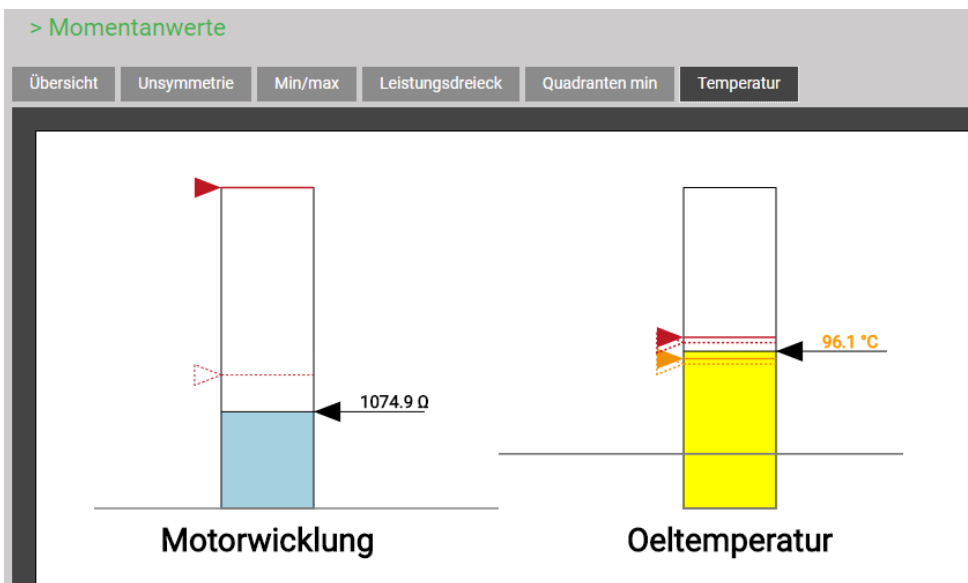 > Momentanwerte
Übersicht Unsymmetrie Min/max Leistungsdreieck Quadranten min Temperatur
96.1 °C
1074.9 Ω
Motorwicklung Oeltemperatur